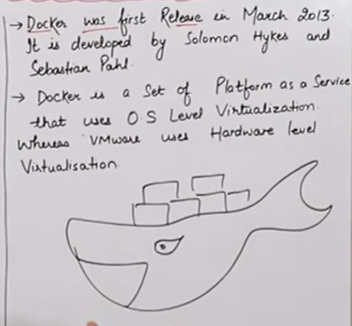 → Docker was first Release in March 2013.
It is developed by Solomon Hykes and
Sebastian Pahl.
→ Docker is a Set of Platform as a Service
that uses O.S Level Virtualization.
Whereas VMware uses Hardware level
Virtualisation.